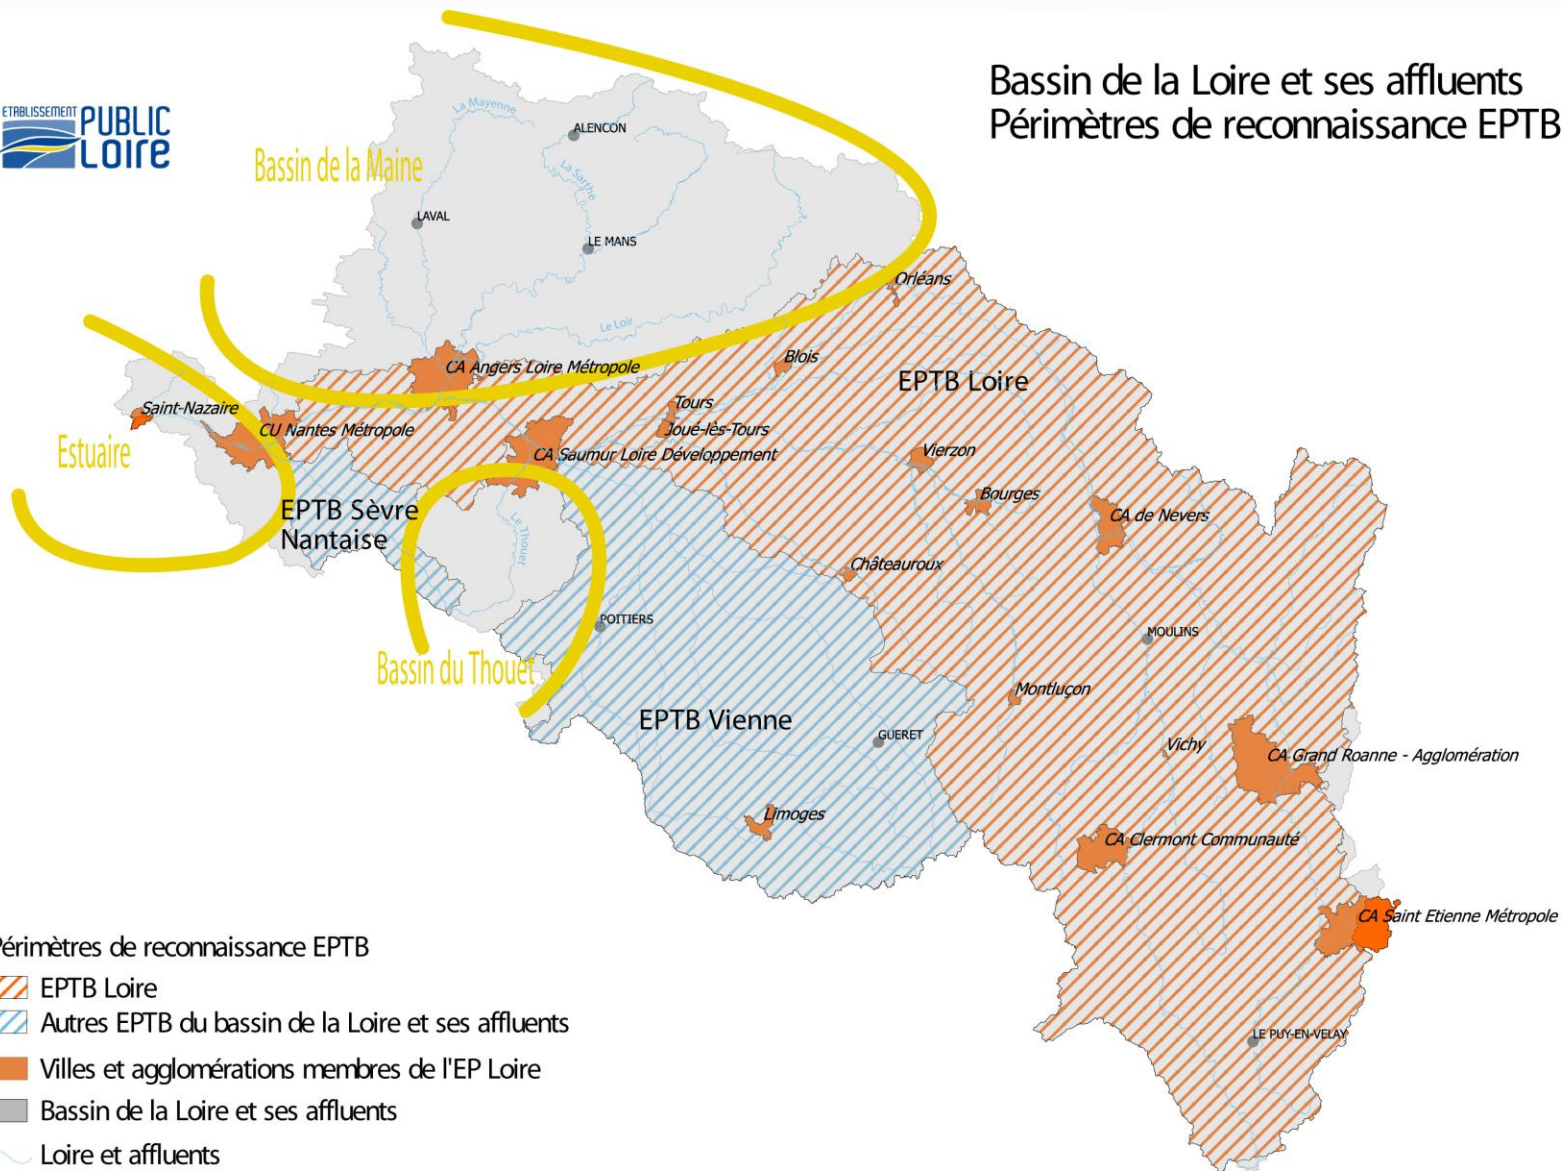 ETABLISSEMENT
PUBLIC
LOIRE
Bassin de la Loire et ses affluents
Périmètres de reconnaissance EPTB
La Mayenne
ALENCON
Bassin de la Maine
La Sarthe
LAVAL
LE MANS
Orléans
Le Loir
Blois
CA Angers Loire Métropole
EPTB Loire
Saint-Nazaire
Tours
CU Nantes Métropole
Joué-lès-Tours
Estuaire
CA Saumur Loire Développement
Vierzon
Bourges
EPTB Sèvre
Nantaise
CA de Nevers
Le Thouet
Châteauroux
POITIERS
MOULINS
Bassin du Thouet
Montluçon
EPTB Vienne
GUERET
Vichy
CA Grand Roanne - Agglomération
Limoges
CA Clermont Communauté
CA Saint Etienne Métropole
Périmètres de reconnaissance EPTB
EPTB Loire
Autres EPTB du bassin de la Loire et ses affluents
LE PUY-EN-VELAY
Villes et agglomérations membres de l'EP Loire
Bassin de la Loire et ses affluents
Loire et affluents